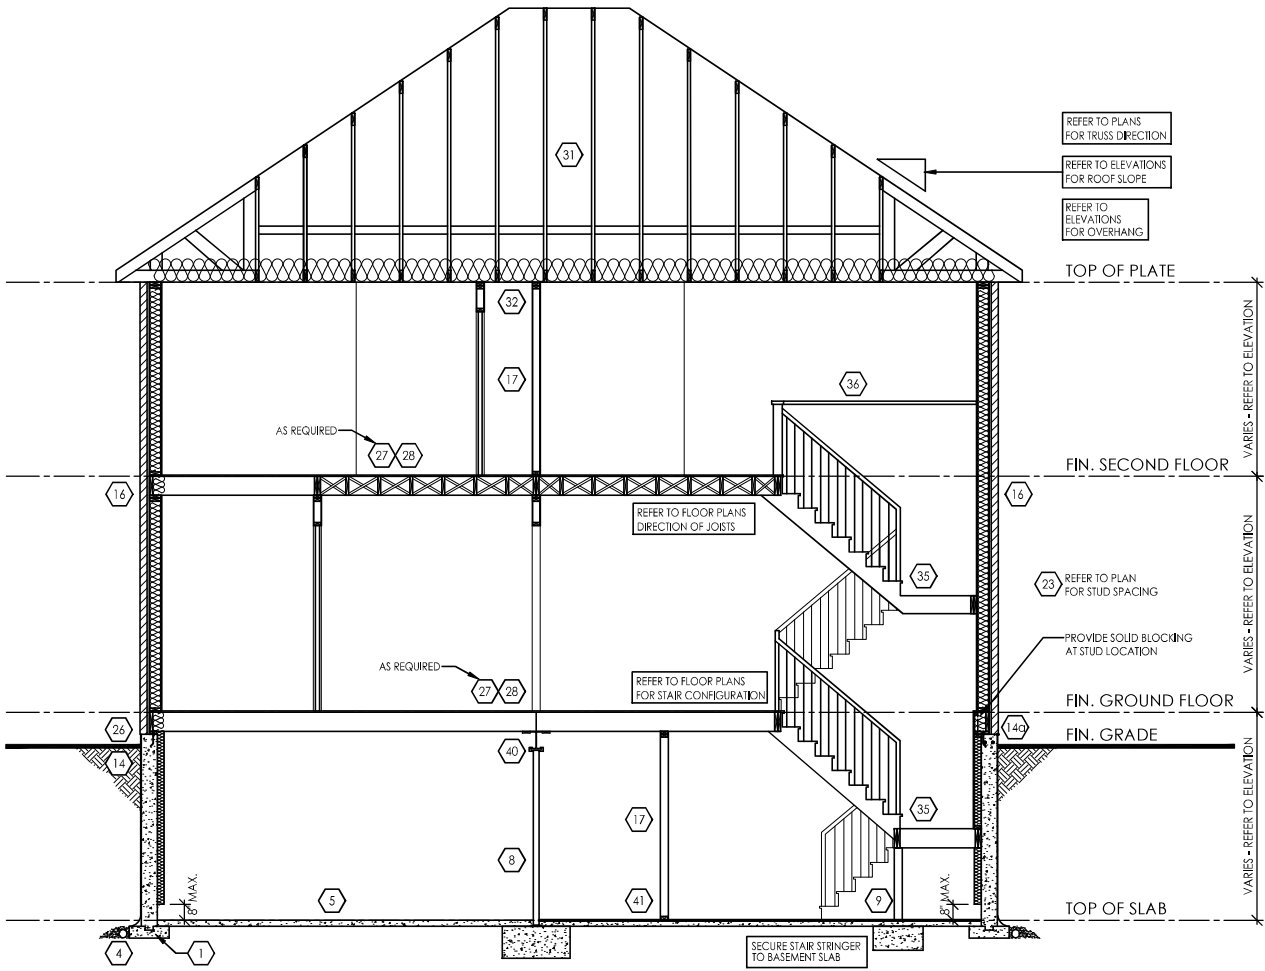 REFER TO PLANS
FOR TRUSS DIRECTION
31
REFER TO ELEVATIONS
FOR ROOF SLOPE
REFER TO
ELEVATIONS
FOR OVERHANG
TOP OF PLATE
32
VARIES - REFER TO ELEVATION
17
36
AS REQUIRED
27 28
FIN. SECOND FLOOR
16
16
REFER TO FLOOR PLANS
DIRECTION OF JOISTS
VARIES - REFER TO ELEVATION
35
23 REFER TO PLAN
FOR STUD SPACING
PROVIDE SOLID BLOCKING
AT STUD LOCATION
AS REQUIRED
27 28
REFER TO FLOOR PLANS
FOR STAIR CONFIGURATION
FIN. GROUND FLOOR
26
14a
FIN. GRADE
40
14
VARIES - REFER TO ELEVATION
35
17
8
8" MAX.
8" MAX.
5
41
9
TOP OF SLAB
4
1
SECURE STAIR STRINGER
TO BASEMENT SLAB